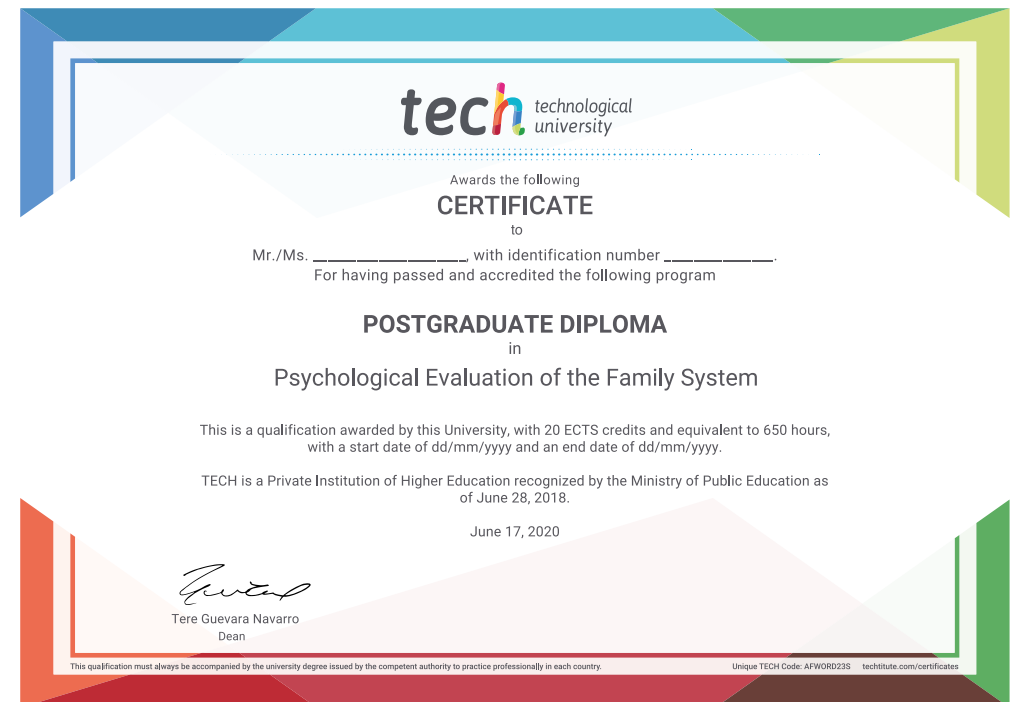 tech technological
university
Awards the following
CERTIFICATE
to
Mr./Ms. _________________, with identification number ____________.
For having passed and accredited the following program
POSTGRADUATE DIPLOMA
in
Psychological Evaluation of the Family System
This is a qualification awarded by this University, with 20 ECTS credits and equivalent to 650 hours,
with a start date of dd/mm/yyyy and an end date of dd/mm/yyyy.
TECH is a Private Institution of Higher Education recognized by the Ministry of Public Education as
of June 28, 2018.
June 17, 2020
Tere Guevara Navarro
Dean
This qualification must always be accompanied by the university degree issued by the competent authority to practice professionally in each country.
Unique TECH Code: AFWORD23S techtitute.com/certificates